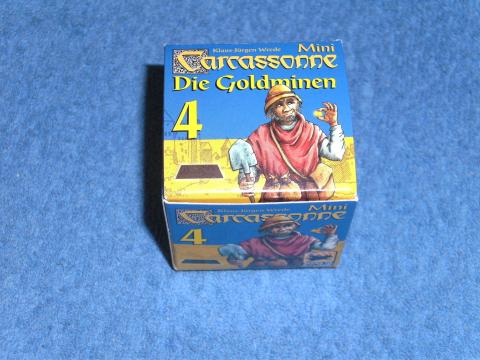 Klaus-Jürgen Wrede
Mini
Carcassonne
Die Goldminen
4
Klaus-Jürgen Wrede
Mini
Carcassonne
4